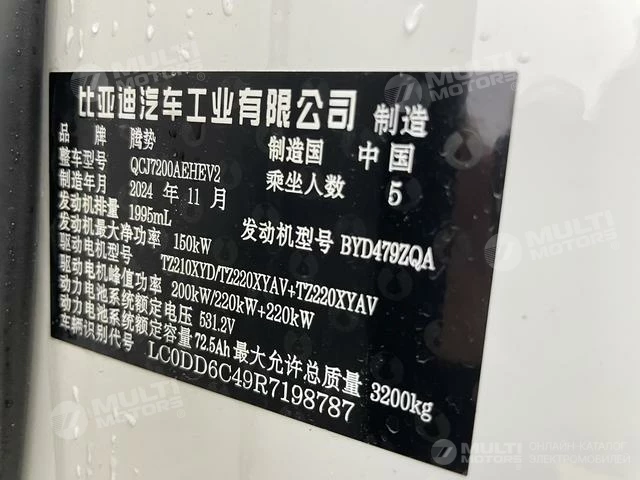 比亚迪汽车工业有限公司 制造
品牌 腾势 制造国 中国
整车型号 QCJ7200AEHEV2 乘坐人数 5
制造年月 2024 年 11 月
发动机排量 1995mL 发动机型号 BYD479ZQA
发动机最大净功率 150kW
驱动电机型号 TZ210XYD/TZ220XYAV+TZ220XYAV
驱动电机峰值功率 200kW/220kW+220kW
动力电池系统额定电压 531.2V
动力电池系统额定容量 72.5Ah 最大允许总质量 3200kg
车辆识别代号 LC0DD6C49R7198787
MULTI MOTORS
ОНЛАЙН-КАТАЛОГ
ЭЛЕКТРОМОБИЛЕЙ